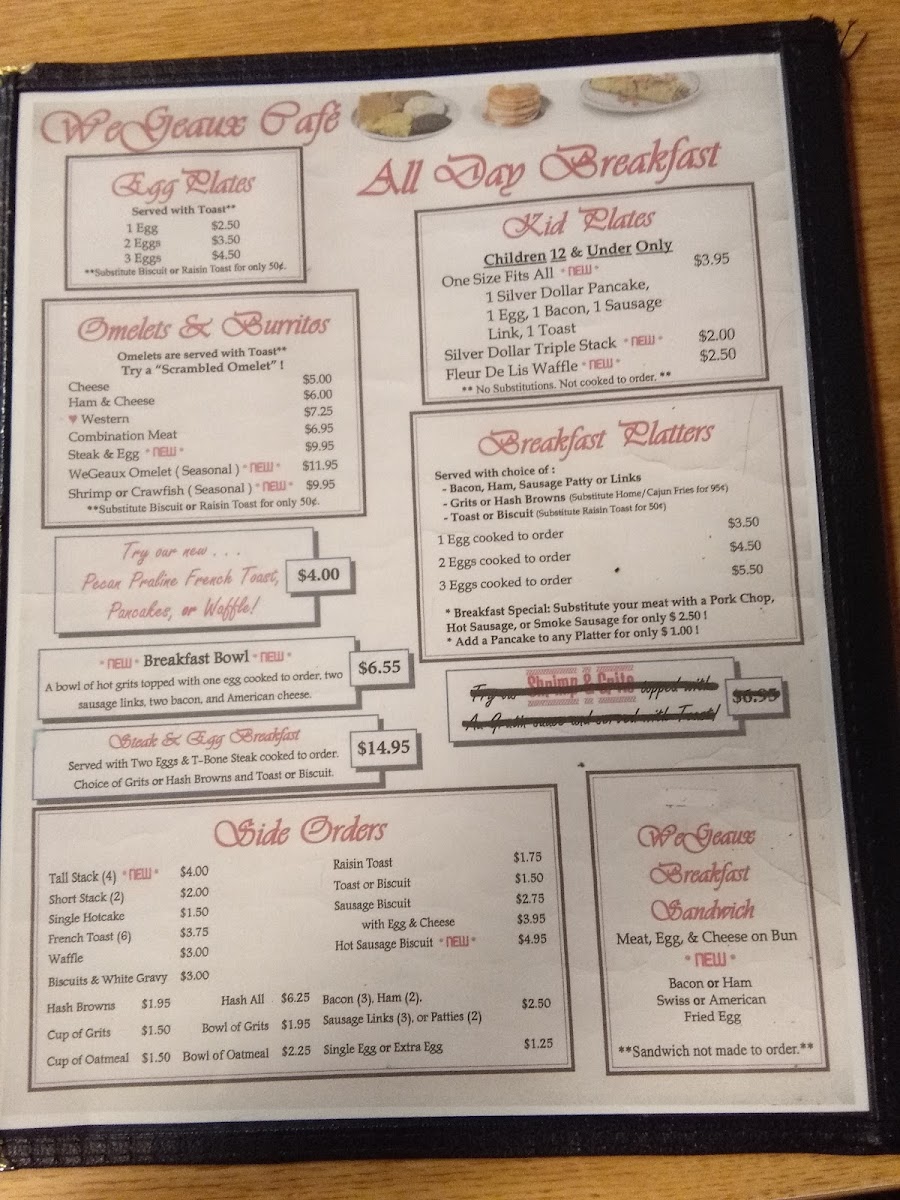 WeGeaux Café
All Day Breakfast
Egg Plates
Served with Toast**
1 Egg $2.50
2 Eggs $3.50
3 Eggs $4.50
**Substitute Biscuit or Raisin Toast for only 50¢.
Omelets & Burritos
Omelets are served with Toast**
Try a "Scrambled Omelet" !
Cheese $5.00
Ham & Cheese $6.00
♥ Western $7.25
Combination Meat $6.95
Steak & Egg *NEW* $9.95
WeGeaux Omelet ( Seasonal ) *NEW* $11.95
Shrimp or Crawfish ( Seasonal ) *NEW* $9.95
**Substitute Biscuit or Raisin Toast for only 50¢.
Try our new . . .
Pecan Praline French Toast, $4.00
Pancakes, or Waffle!
*NEW* Breakfast Bowl *NEW* $6.55
A bowl of hot grits topped with one egg cooked to order, two
sausage links, two bacon, and American cheese.
Steak & Egg Breakfast $14.95
Served with Two Eggs & T-Bone Steak cooked to order.
Choice of Grits or Hash Browns and Toast or Biscuit.
Kid Plates
Children 12 & Under Only
One Size Fits All *NEW* $3.95
1 Silver Dollar Pancake,
1 Egg, 1 Bacon, 1 Sausage
Link, 1 Toast
Silver Dollar Triple Stack *NEW* $2.00
Fleur De Lis Waffle *NEW* $2.50
** No Substitutions. Not cooked to order. **
Breakfast Platters
Served with choice of :
- Bacon, Ham, Sausage Patty or Links
- Grits or Hash Browns (Substitute Home/Cajun Fries for 95¢)
- Toast or Biscuit (Substitute Raisin Toast for 50¢)
1 Egg cooked to order $3.50
2 Eggs cooked to order $4.50
3 Eggs cooked to order $5.50
* Breakfast Special: Substitute your meat with a Pork Chop,
Hot Sausage, or Smoke Sausage for only $ 2.50 !
* Add a Pancake to any Platter for only $ 1.00 !
Try our Shrimp & Grits topped with $6.95
Au Gratin sauce and served with Toast!
Side Orders
Tall Stack (4) *NEW* $4.00
Short Stack (2) $2.00
Single Hotcake $1.50
French Toast (6) $3.75
Waffle $3.00
Biscuits & White Gravy $3.00
Raisin Toast $1.75
Toast or Biscuit $1.50
Sausage Biscuit $2.75
with Egg & Cheese $3.95
Hot Sausage Biscuit *NEW* $4.95
Hash Browns $1.95 Hash All $6.25 Bacon (3), Ham (2), $2.50
Cup of Grits $1.50 Bowl of Grits $1.95 Sausage Links (3), or Patties (2)
Cup of Oatmeal $1.50 Bowl of Oatmeal $2.25 Single Egg or Extra Egg $1.25
WeGeaux
Breakfast
Sandwich
Meat, Egg, & Cheese on Bun
*NEW*
Bacon or Ham
Swiss or American
Fried Egg
**Sandwich not made to order.**